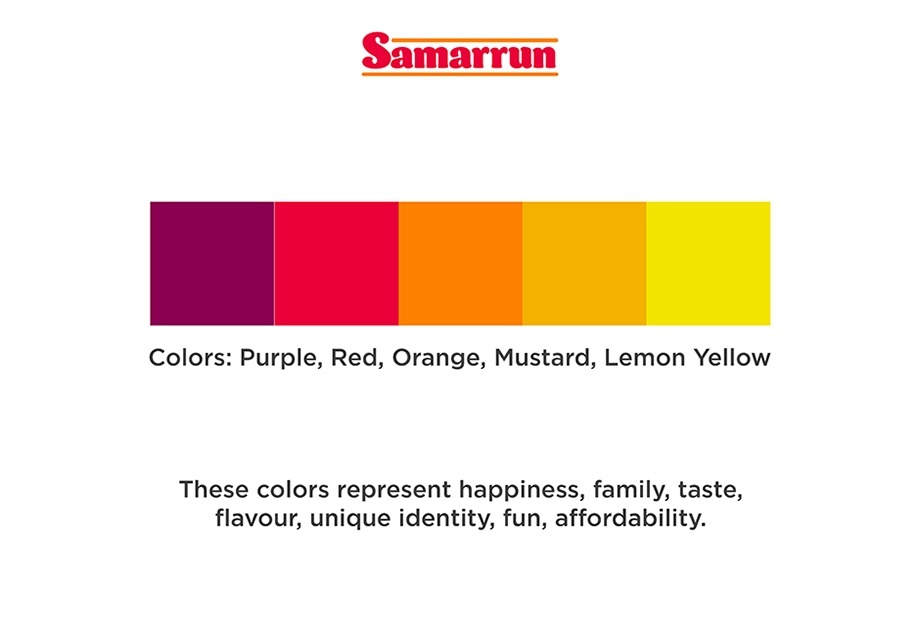 Samarrun
Colors: Purple, Red, Orange, Mustard, Lemon Yellow
These colors represent happiness, family, taste,
flavour, unique identity, fun, affordability.